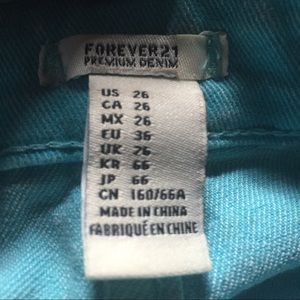 FOREVER21
PREMIUM DENIM
US 26
CA 26
MX 26
EU 36
UK 26
KR 66
JP 66
CN 160/66A
MADE IN CHINA
FABRIQUÉ EN CHINE